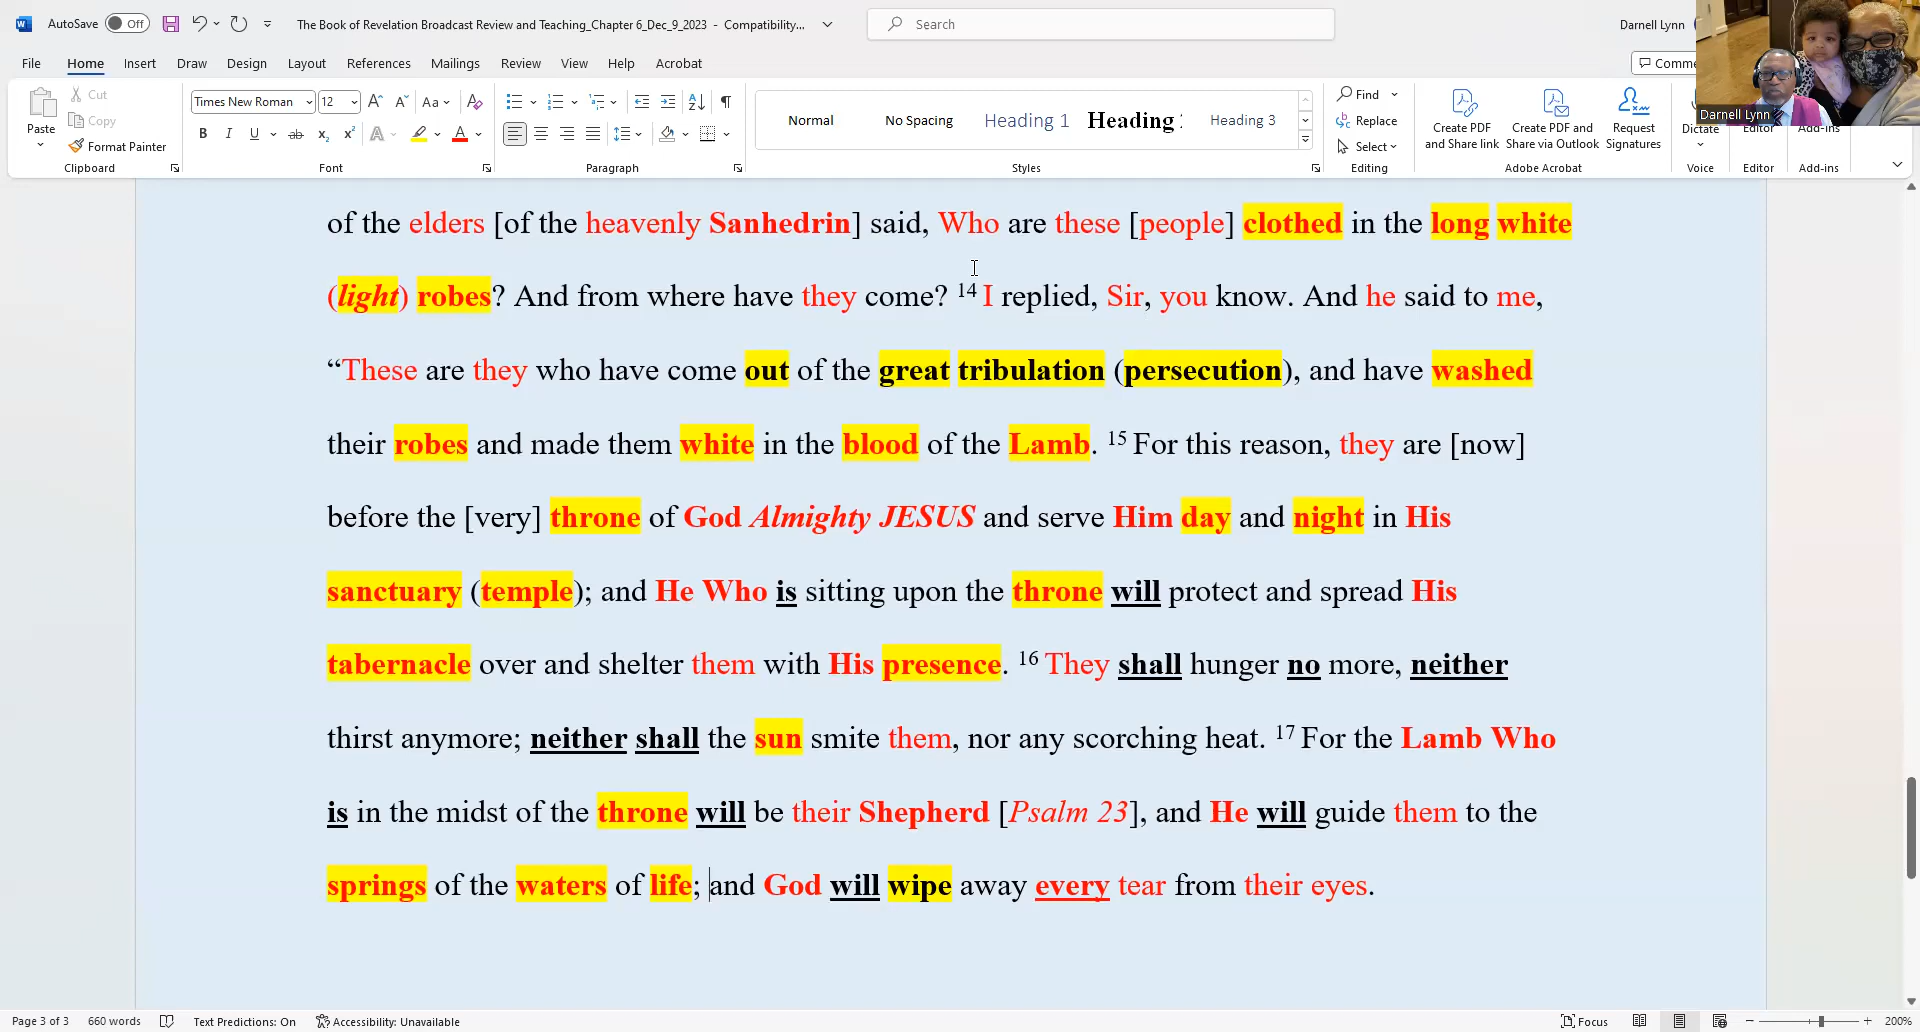 AutoSave Off The Book of Revelation Broadcast Review and Teaching_Chapter 6_Dec_9_2023 - Compatibility... Search Darnell Lynn
File Home Insert Draw Design Layout References Mailings Review View Help Acrobat
Paste Cut Copy Format Painter
Clipboard
Times New Roman 12
Font
Paragraph
Normal No Spacing Heading 1 Heading Heading 3
Styles
Find Replace Select
Editing
Create PDF and Share link
Create PDF and Share via Outlook
Request Signatures
Adobe Acrobat
Dictate
Voice
Editor
Editor
Add-ins
Add-ins
Darnell Lynn
of the elders [of the heavenly Sanhedrin] said, Who are these [people] clothed in the long white
(light) robes? And from where have they come? 14 I replied, Sir, you know. And he said to me,
“These are they who have come out of the great tribulation (persecution), and have washed
their robes and made them white in the blood of the Lamb. 15 For this reason, they are [now]
before the [very] throne of God Almighty JESUS and serve Him day and night in His
sanctuary (temple); and He Who is sitting upon the throne will protect and spread His
tabernacle over and shelter them with His presence. 16 They shall hunger no more, neither
thirst anymore; neither shall the sun smite them, nor any scorching heat. 17 For the Lamb Who
is in the midst of the throne will be their Shepherd [Psalm 23], and He will guide them to the
springs of the waters of life; and God will wipe away every tear from their eyes.
Page 3 of 3 660 words Text Predictions: On Accessibility: Unavailable Focus 200%